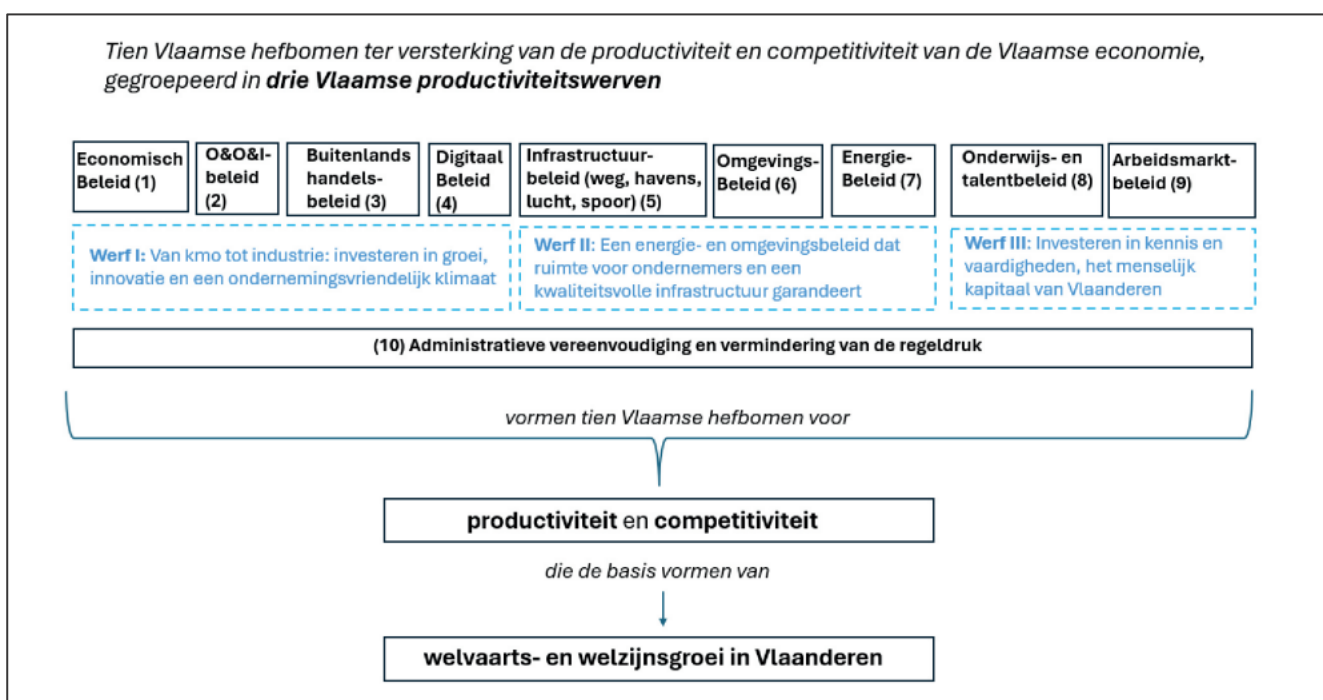 Tien Vlaamse hefbomen ter versterking van de productiviteit en competitiviteit van de Vlaamse economie,
gegroepeerd in drie Vlaamse productiviteitswerven
Economisch
Beleid (1)
O&O&I-
beleid
(2)
Buitenlands
handels-
beleid (3)
Digitaal
Beleid
(4)
Infrastructuur-
beleid (weg, havens,
lucht, spoor) (5)
Omgevings-
Beleid (6)
Energie-
Beleid (7)
Onderwijs- en
talentbeleid (8)
Arbeidsmarkt-
beleid (9)
Werf I: Van kmo tot industrie: investeren in groei,
innovatie en een ondernemingsvriendelijk klimaat
Werf II: Een energie- en omgevingsbeleid dat
ruimte voor ondernemers en een
kwaliteitsvolle infrastructuur garandeert
Werf III: Investeren in kennis en
vaardigheden, het menselijk
kapitaal van Vlaanderen
(10) Administratieve vereenvoudiging en vermindering van de regeldruk
vormen tien Vlaamse hefbomen voor
productiviteit en competitiviteit
die de basis vormen van
welvaarts- en welzijnsgroei in Vlaanderen